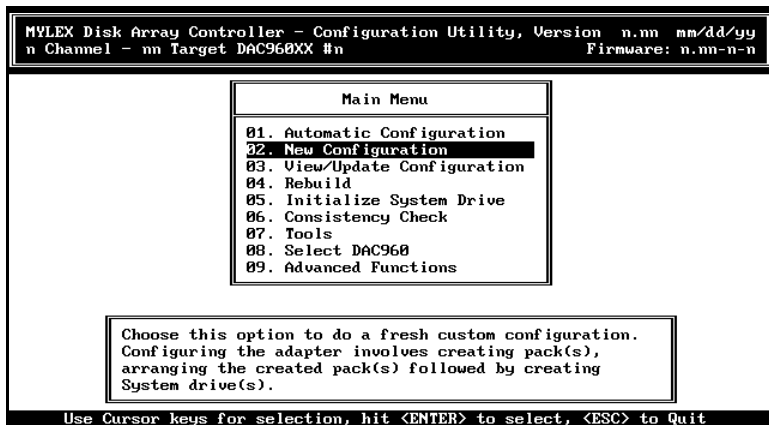 MYLEX Disk Array Controller – Configuration Utility, Version n.nn mm/dd/yy
n Channel – nn Target DAC960XX #n Firmware: n.nn-n-n
Main Menu
01. Automatic Configuration
02. New Configuration
03. View/Update Configuration
04. Rebuild
05. Initialize System Drive
06. Consistency Check
07. Tools
08. Select DAC960
09. Advanced Functions
Choose this option to do a fresh custom configuration.
Configuring the adapter involves creating pack(s),
arranging the created pack(s) followed by creating
System drive(s).
Use Cursor keys for selection, hit <ENTER> to select, <ESC> to Quit